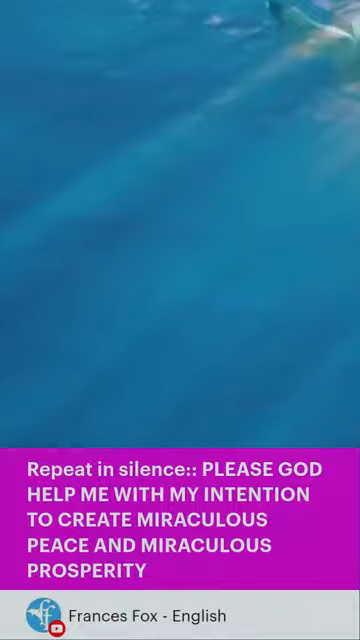 Repeat in silence:: PLEASE GOD
HELP ME WITH MY INTENTION
TO CREATE MIRACULOUS
PEACE AND MIRACULOUS
PROSPERITY
Frances Fox - English